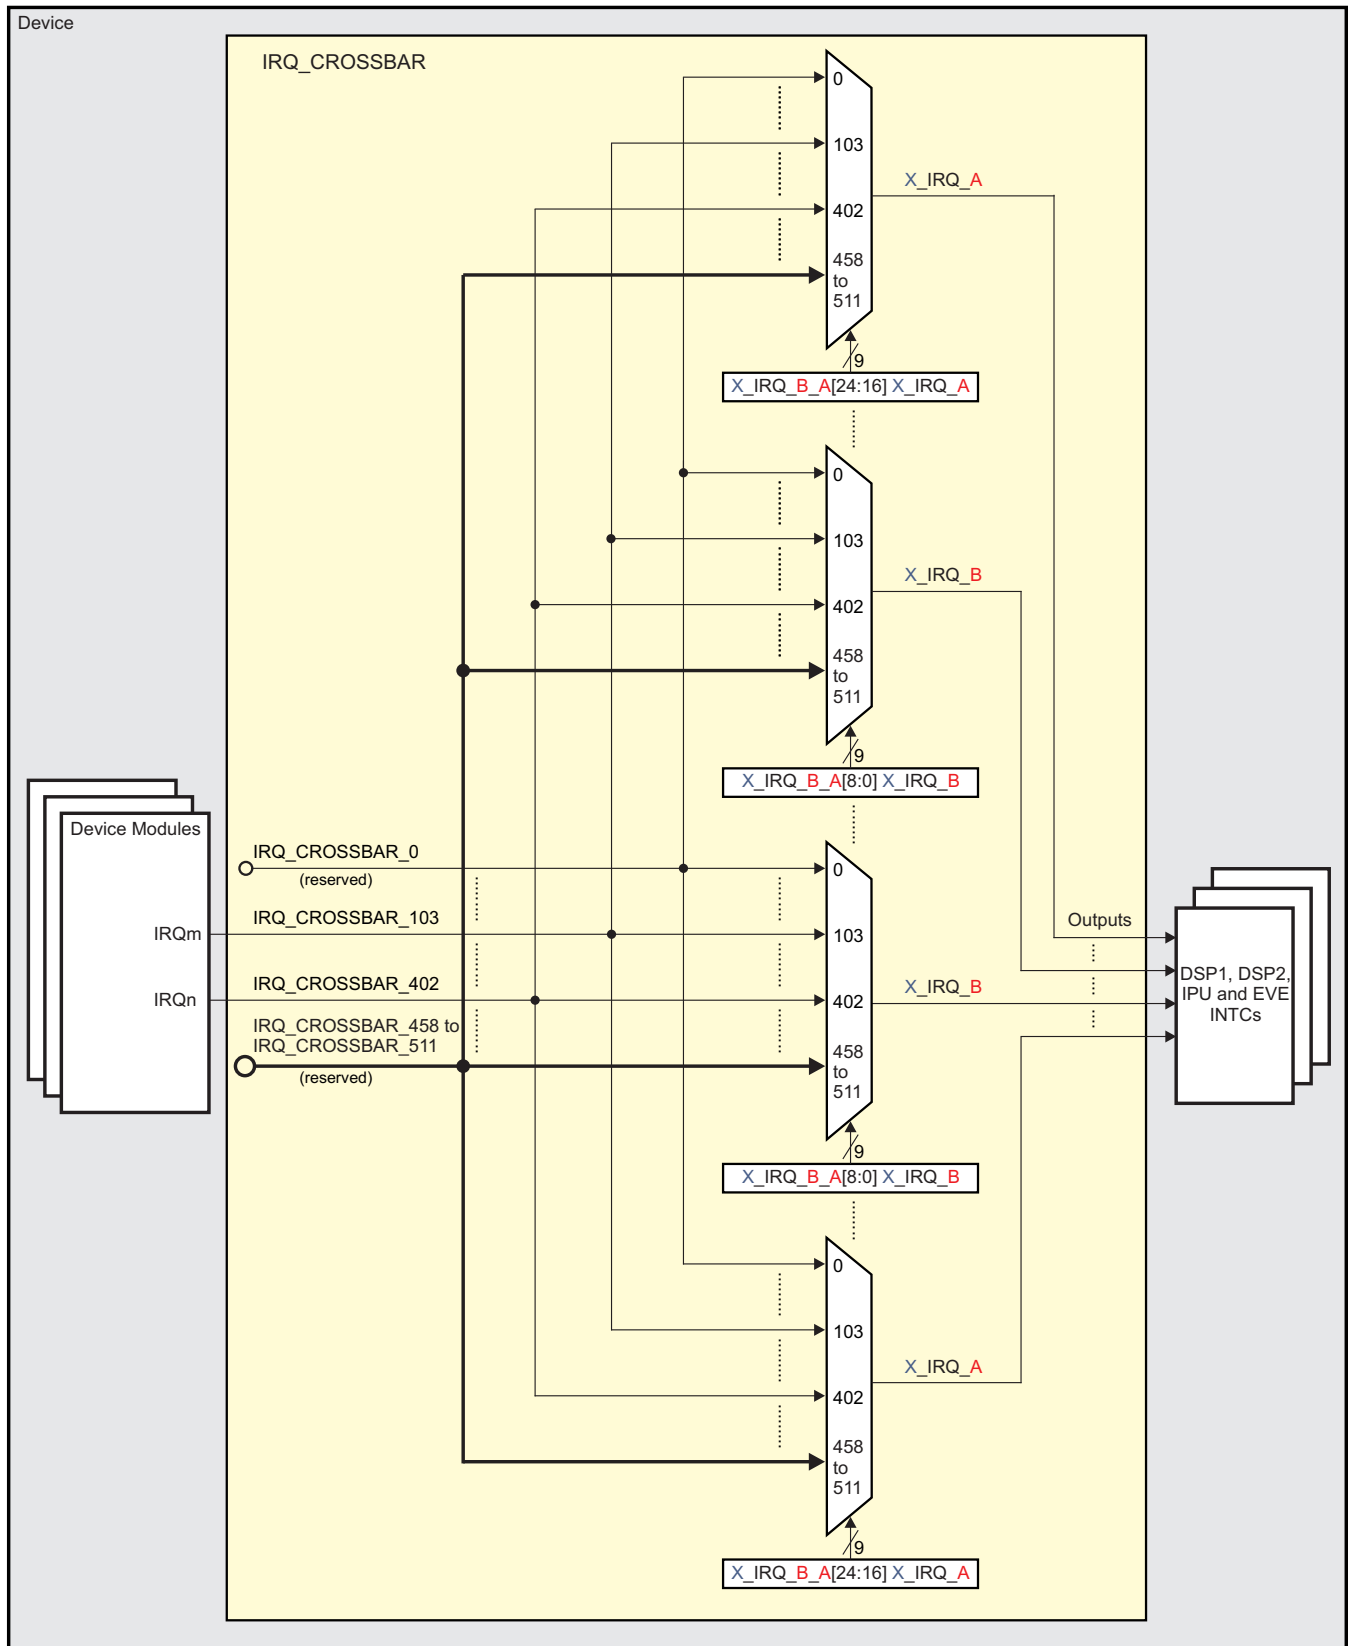 Device
IRQ_CROSSBAR
0
103
402
458
to
511
X_IRQ_A
9
X_IRQ_B_A[24:16] X_IRQ_A
0
103
402
458
to
511
X_IRQ_B
9
X_IRQ_B_A[8:0] X_IRQ_B
Device Modules
IRQm
IRQn
IRQ_CROSSBAR_0
(reserved)
IRQ_CROSSBAR_103
IRQ_CROSSBAR_402
IRQ_CROSSBAR_458 to
IRQ_CROSSBAR_511
(reserved)
0
103
402
458
to
511
X_IRQ_B
9
X_IRQ_B_A[8:0] X_IRQ_B
Outputs
DSP1, DSP2,
IPU and EVE
INTCs
0
103
402
458
to
511
X_IRQ_A
9
X_IRQ_B_A[24:16] X_IRQ_A